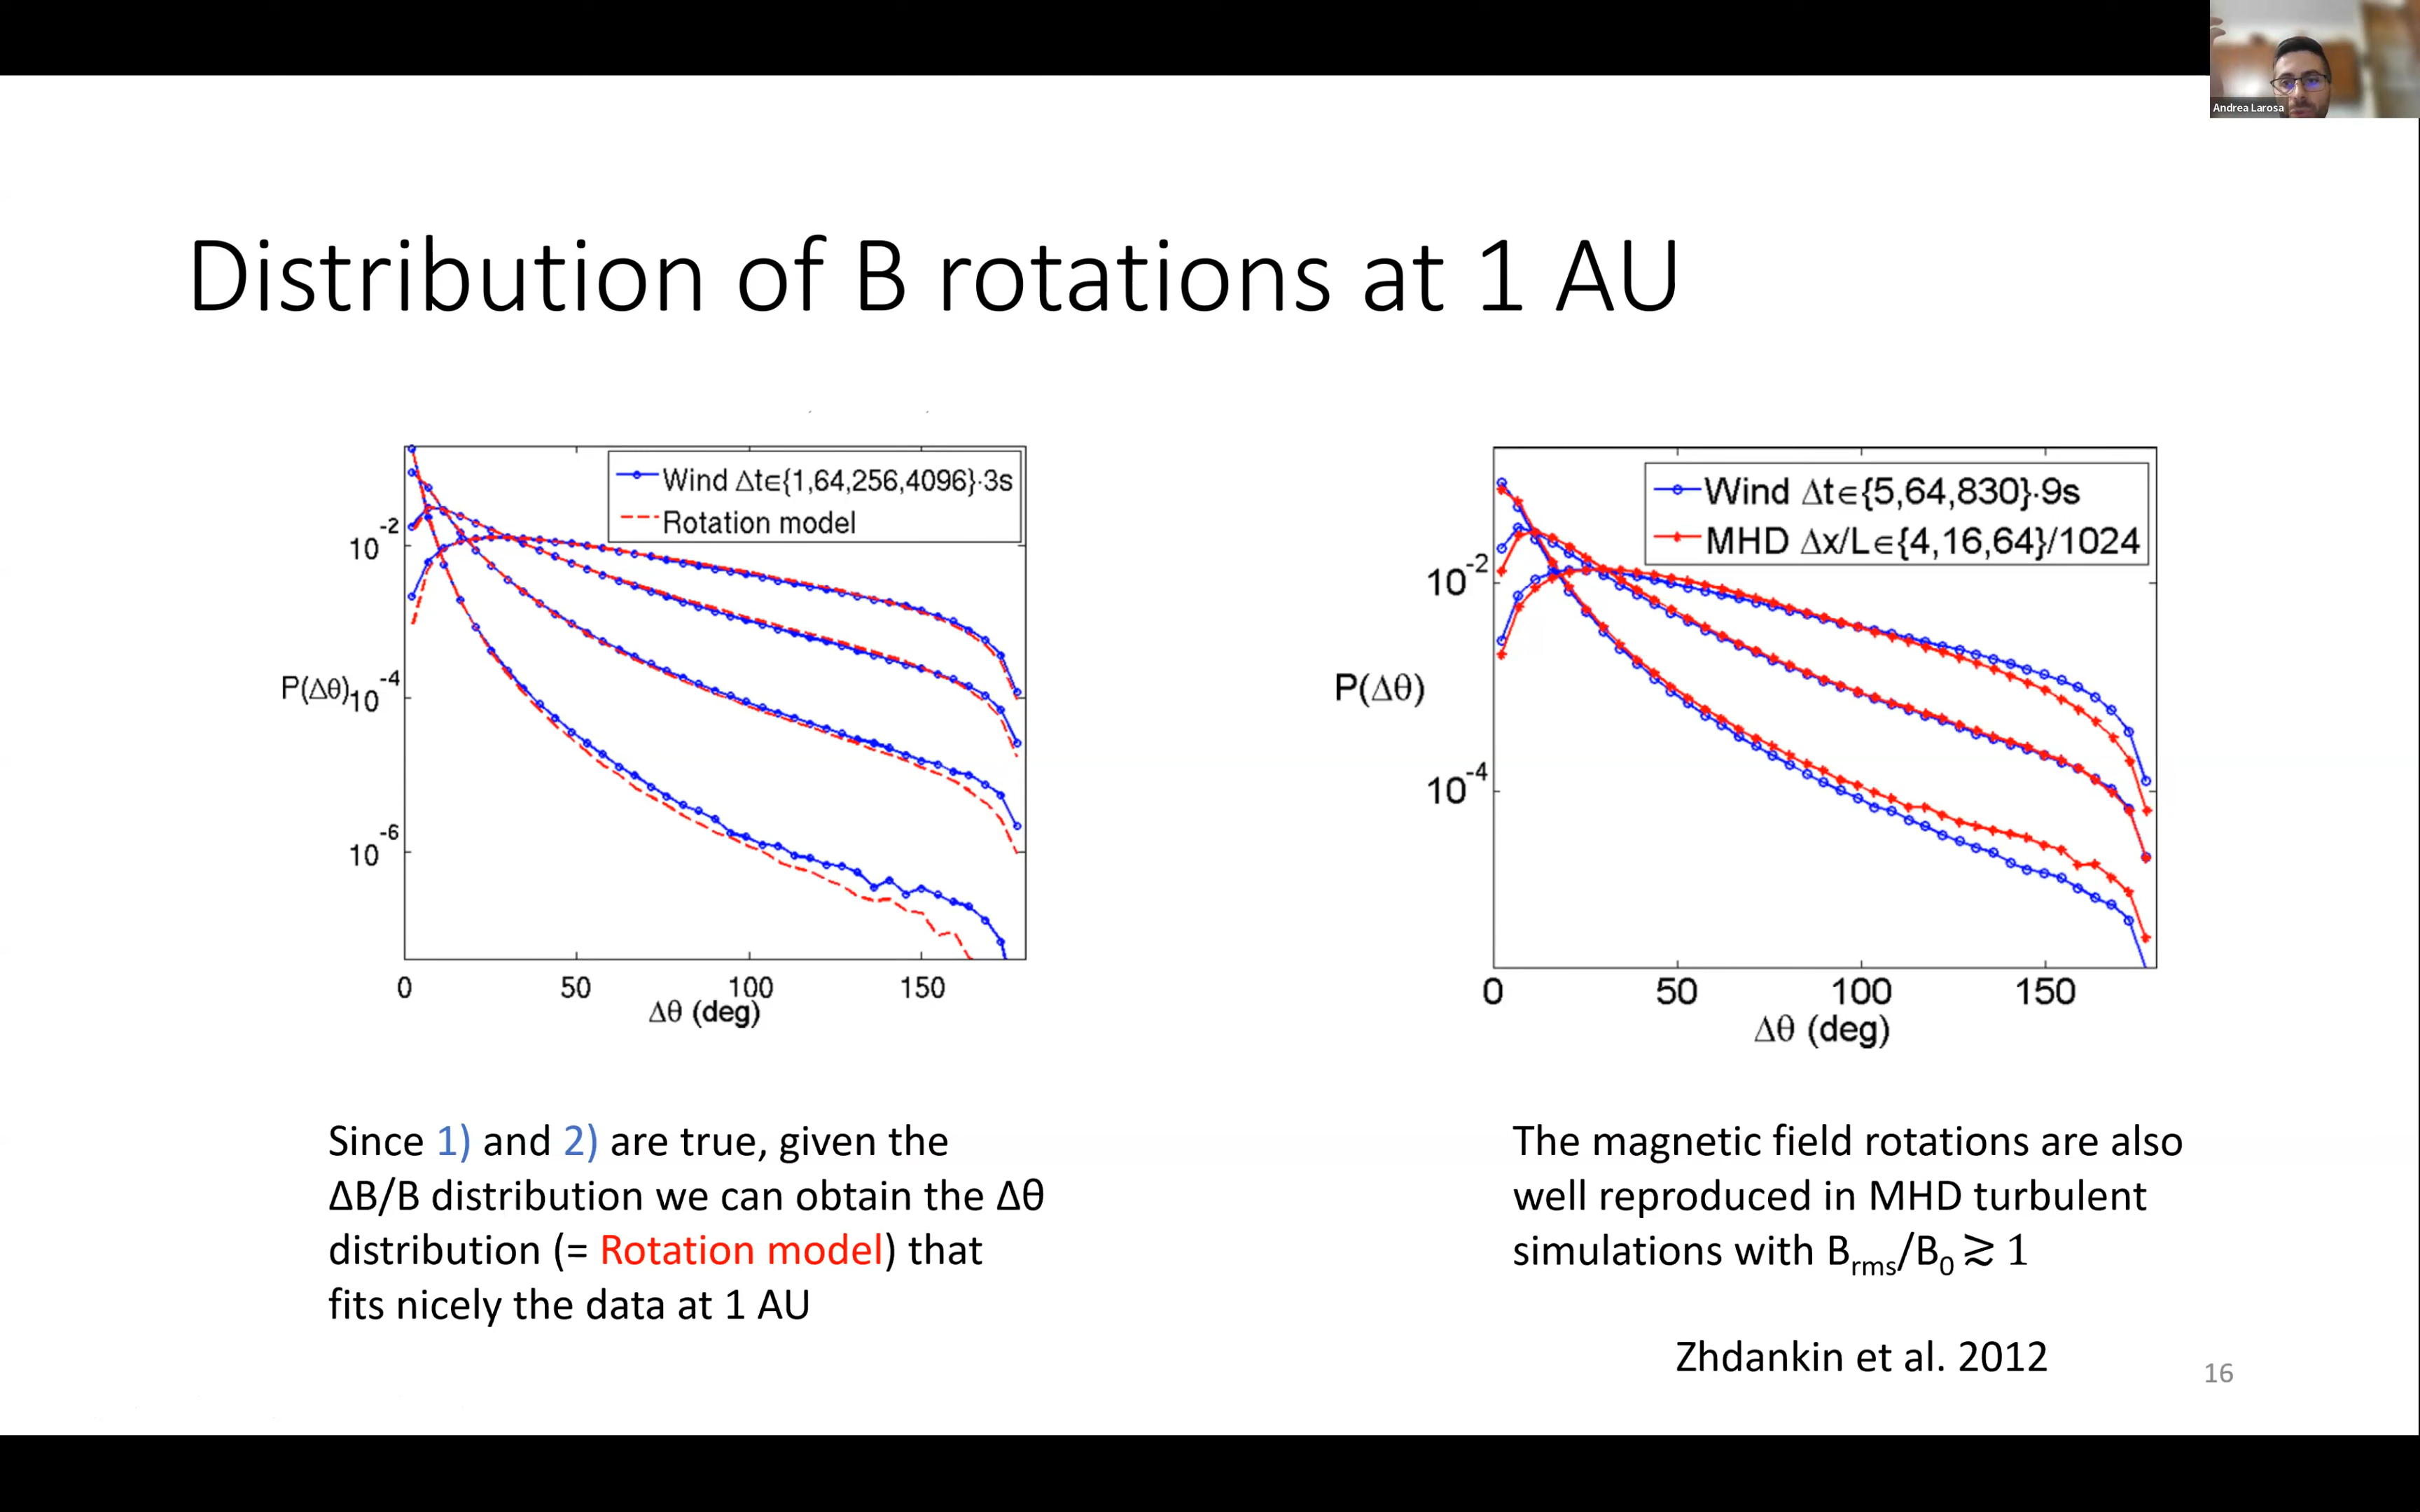 Andrea Larosa
Distribution of B rotations at 1 AU
Wind Δt∈{1,64,256,4096}·3s
Rotation model
10^-2
10^-4
10^-6
P(Δθ)
0 50 100 150
Δθ (deg)
Wind Δt∈{5,64,830}·9s
MHD Δx/L∈{4,16,64}/1024
10^-2
10^-4
P(Δθ)
0 50 100 150
Δθ (deg)
Since 1) and 2) are true, given the
ΔB/B distribution we can obtain the Δθ
distribution (= Rotation model) that
fits nicely the data at 1 AU
The magnetic field rotations are also
well reproduced in MHD turbulent
simulations with B_rms/B_0 ≳ 1
Zhdankin et al. 2012
16